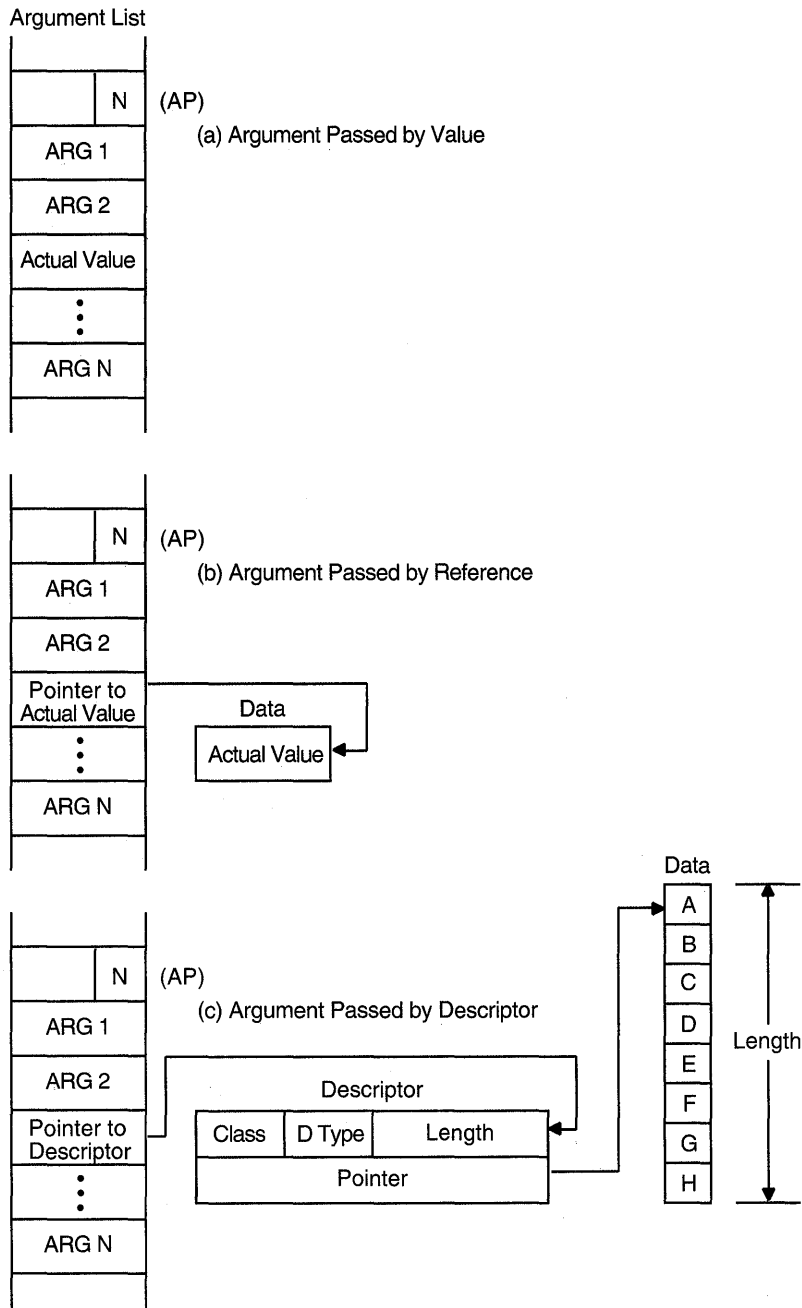 Argument List
N (AP)
(a) Argument Passed by Value
ARG 1
ARG 2
Actual Value
ARG N
N (AP)
(b) Argument Passed by Reference
ARG 1
ARG 2
Pointer to
Actual Value
Data
Actual Value
ARG N
N (AP)
(c) Argument Passed by Descriptor
ARG 1
ARG 2
Pointer to
Descriptor
ARG N
Descriptor
Class D Type Length
Pointer
Data
A
B
C
D
E
F
G
H
Length